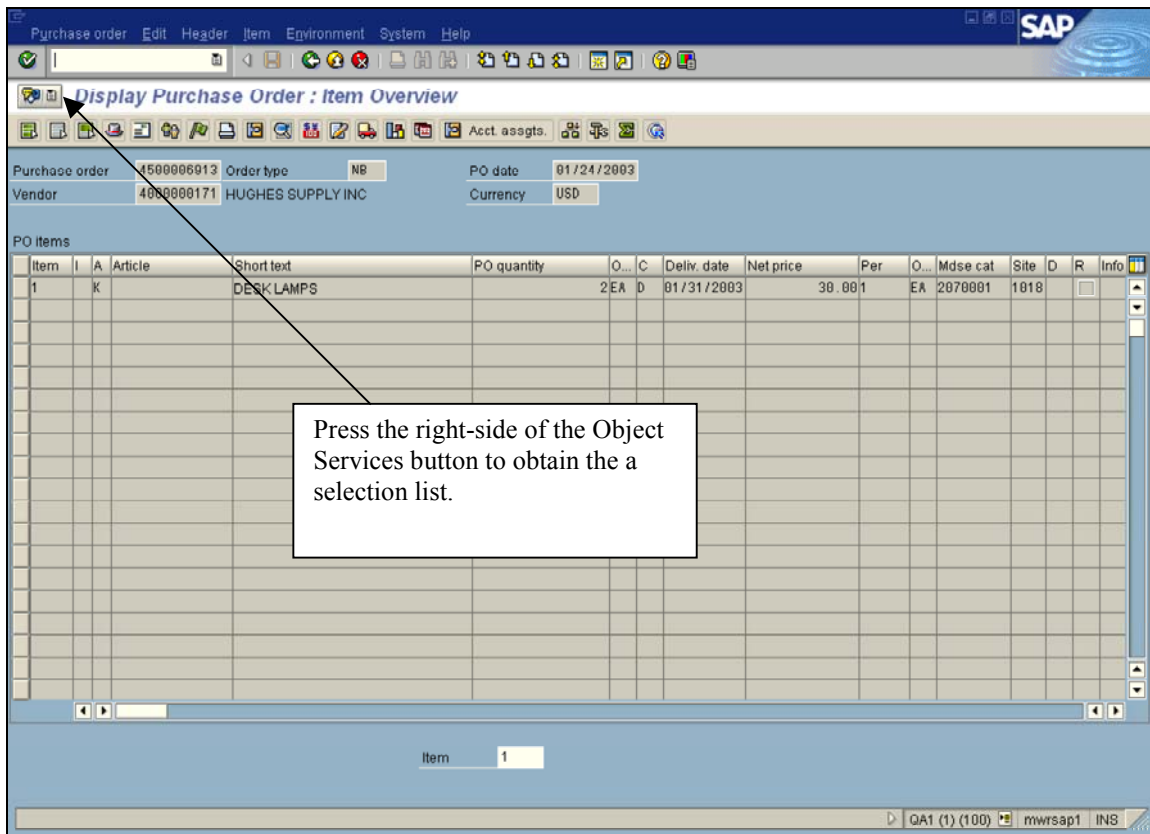 Purchase order Edit Header Item Environment System Help
SAP
Display Purchase Order : Item Overview
Acct. assgts.
Purchase order 4500006913 Order type NB PO date 01/24/2003
Vendor 4000000171 HUGHES SUPPLY INC Currency USD
PO items
Item I A Article Short text PO quantity O... C Deliv. date Net price Per O... Mdse cat Site D R Info
1 K DESK LAMPS 2 EA D 01/31/2003 30.00 1 EA 2070001 1018
Press the right-side of the Object
Services button to obtain the a
selection list.
Item 1
QA1 (1) (100) mwrsap1 INS